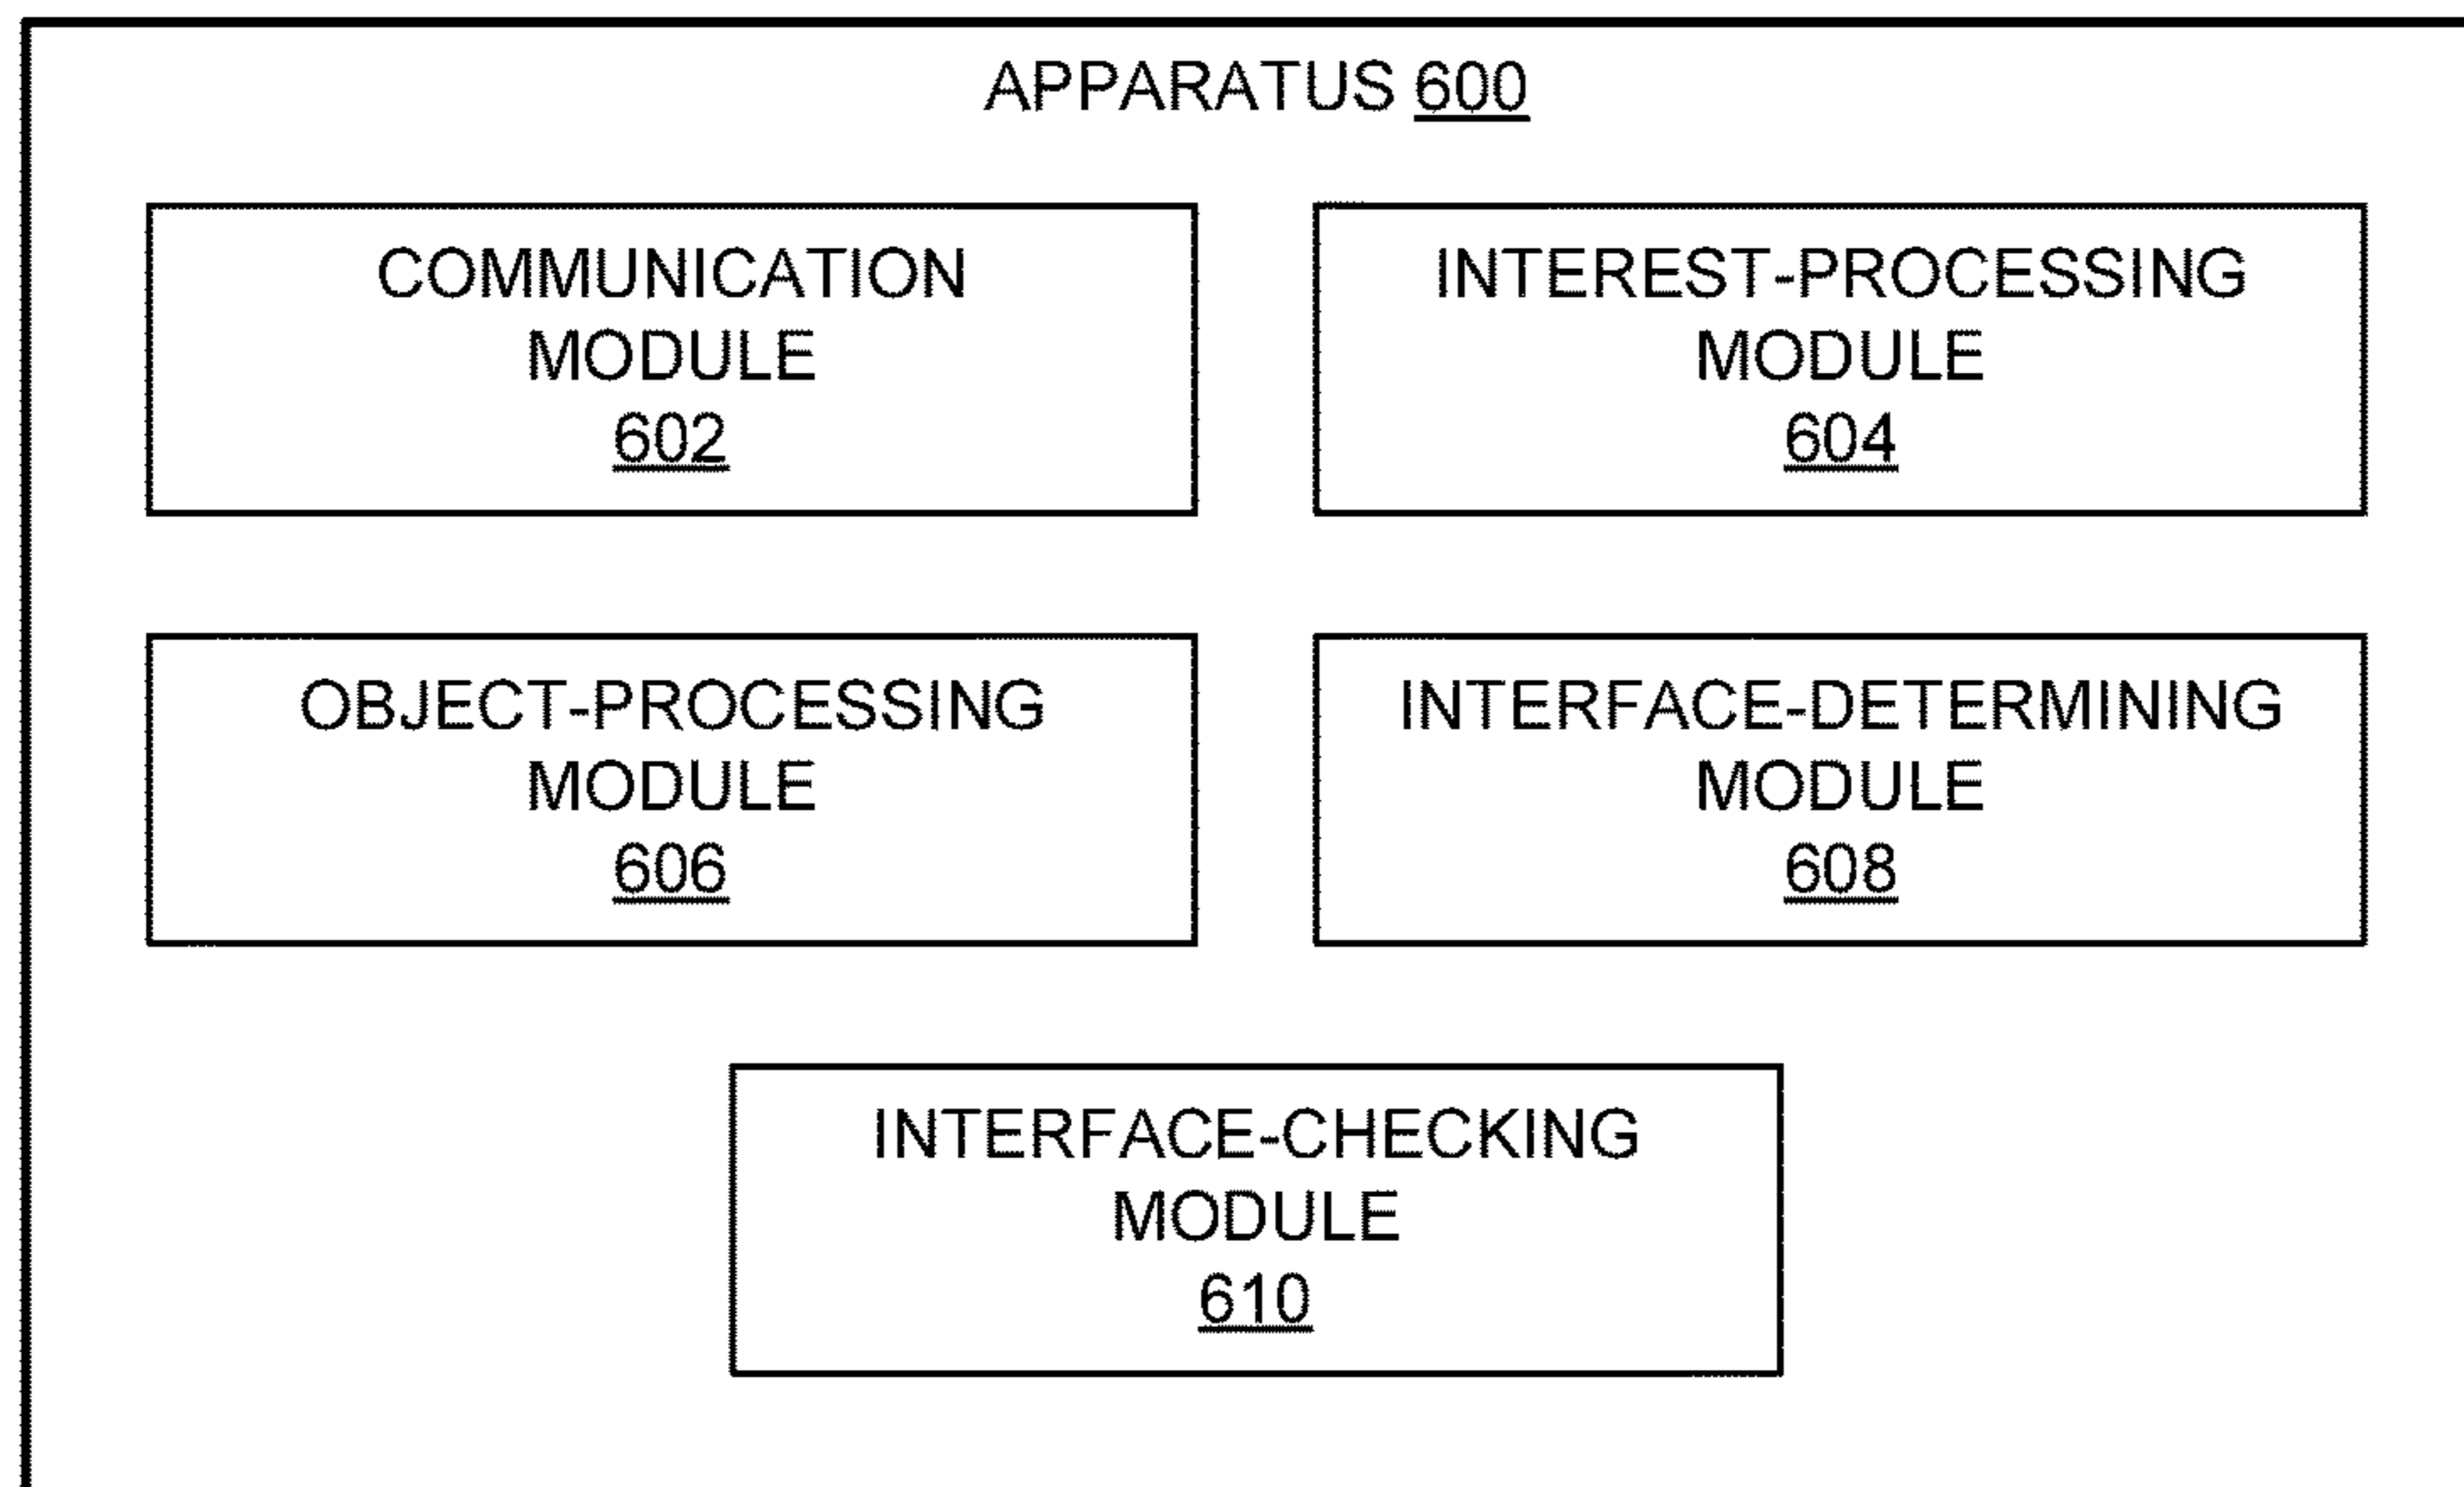 APPARATUS 600
COMMUNICATION
MODULE
602
INTEREST-PROCESSING
MODULE
604
OBJECT-PROCESSING
MODULE
606
INTERFACE-DETERMINING
MODULE
608
INTERFACE-CHECKING
MODULE
610